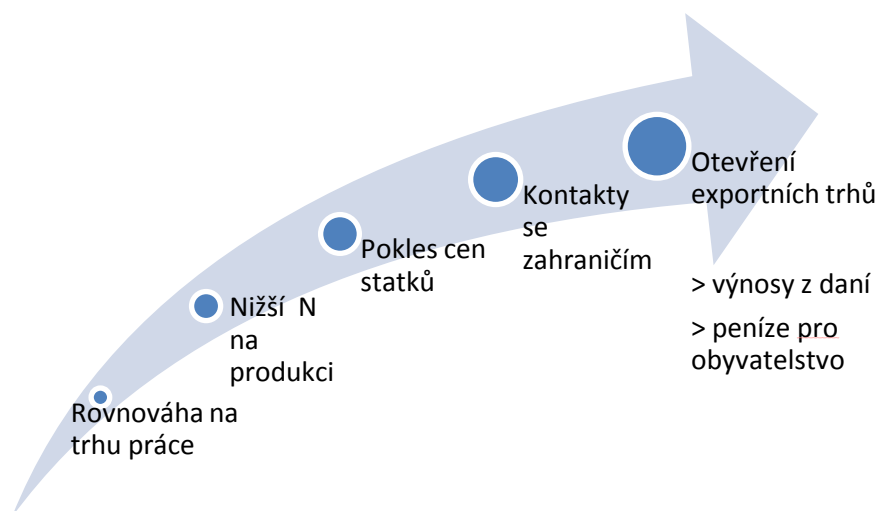 Rovnováha na
trhu práce
Nižší N
na
produkci
Pokles cen
statků
Kontakty
se
zahraničím
Otevření
exportních trhů
> výnosy z daní
> peníze pro
obyvatelstvo